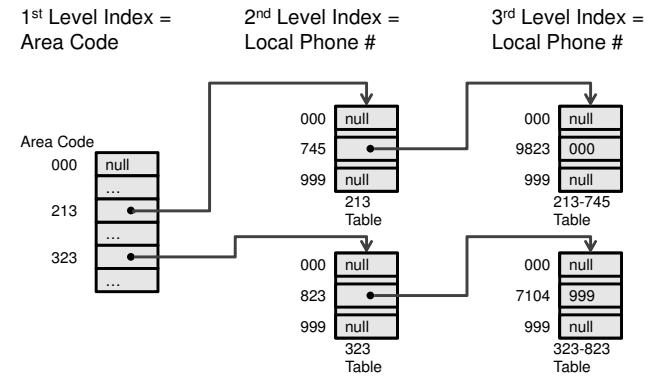 1st Level Index =
Area Code
2nd Level Index =
Local Phone #
3rd Level Index =
Local Phone #
Area Code
000 null
...
213
...
323
...
000 null
745
999 null
213
Table
000 null
9823 000
999 null
213-745
Table
000 null
823
999 null
323
Table
000 null
7104 999
999 null
323-823
Table